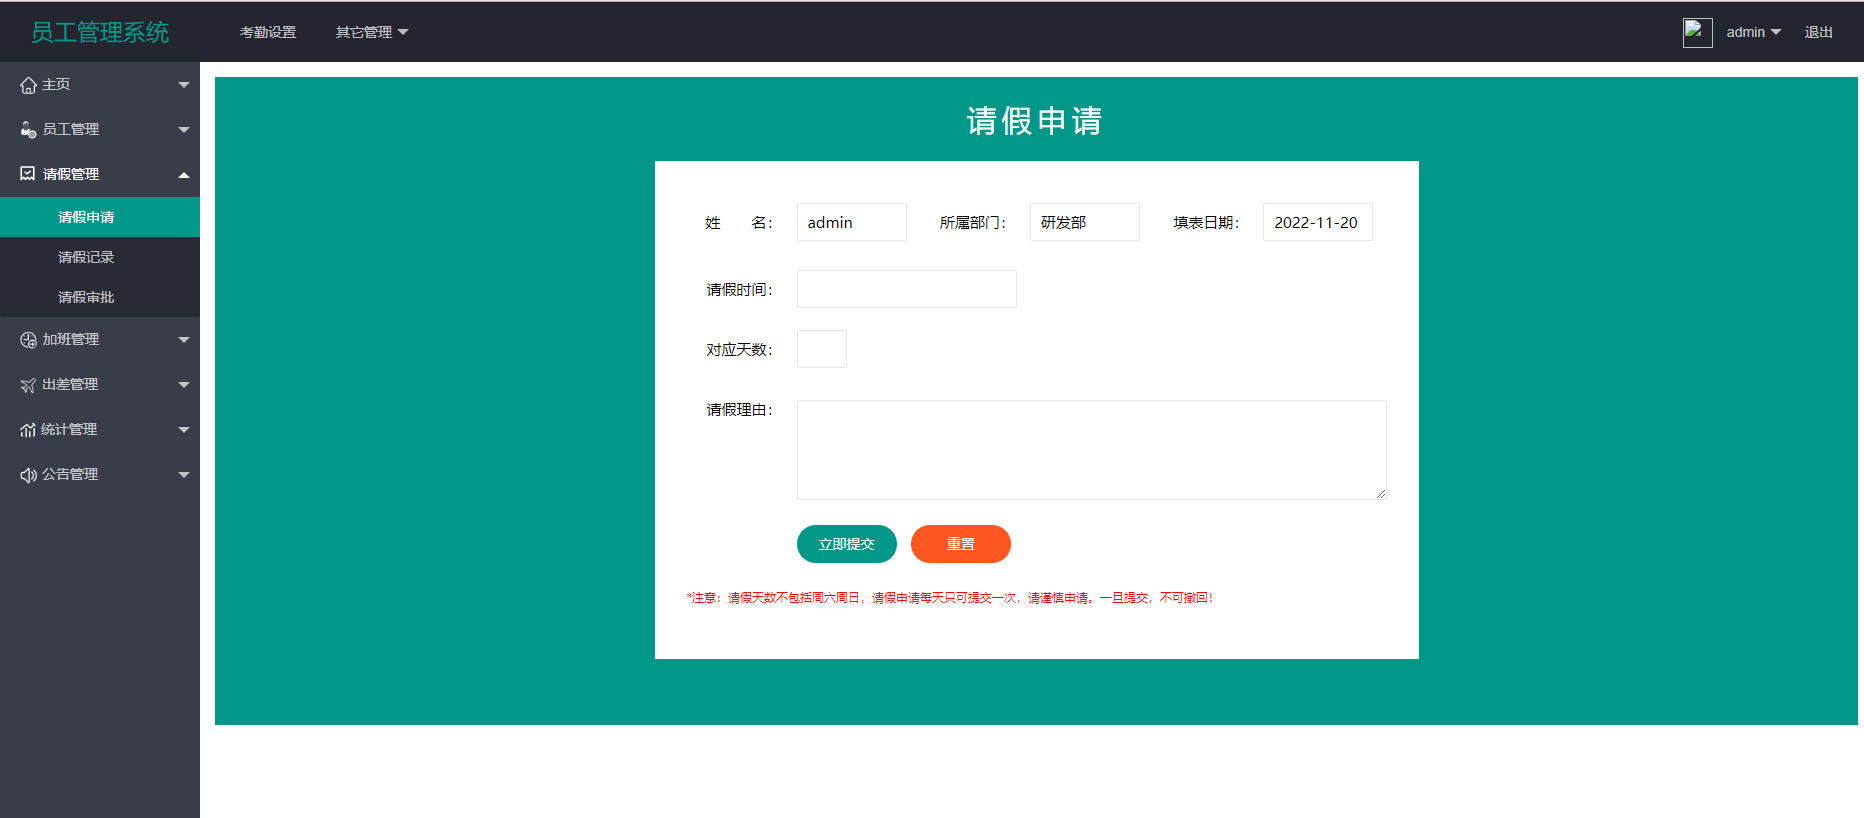 员工管理系统 考勤设置 其它管理 admin 退出
主页
员工管理
请假管理
请假申请
请假记录
请假审批
加班管理
出差管理
统计管理
公告管理
请假申请
姓 名： admin 所属部门： 研发部 填表日期： 2022-11-20
请假时间：
对应天数：
请假理由：
立即提交 重置
*注意：请假天数不包括周六周日，请假申请每天只可提交一次，请谨慎申请。一旦提交，不可撤回！